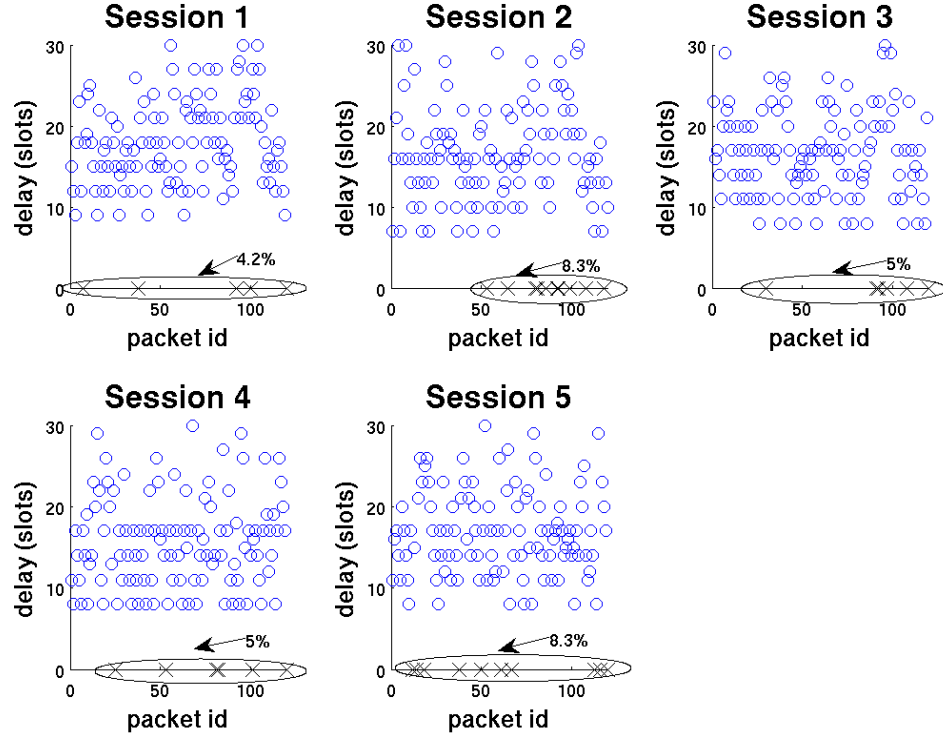 Session 1
30
20
10
0
delay (slots)
4.2%
0
50
100
packet id
Session 2
30
20
10
0
delay (slots)
8.3%
0
50
100
packet id
Session 3
30
20
10
0
delay (slots)
5%
0
50
100
packet id
Session 4
30
20
10
0
delay (slots)
5%
0
50
100
packet id
Session 5
30
20
10
0
delay (slots)
8.3%
0
50
100
packet id